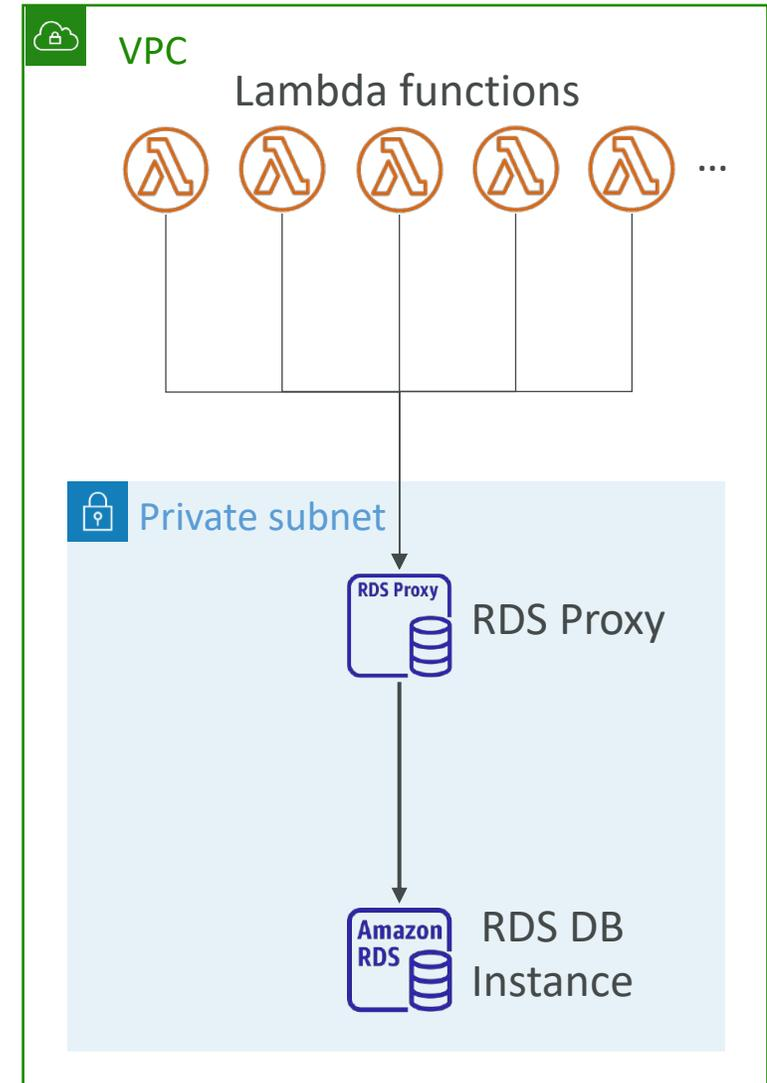 VPC
Lambda functions
...
Private subnet
RDS Proxy
RDS Proxy
Amazon
RDS
RDS DB
Instance